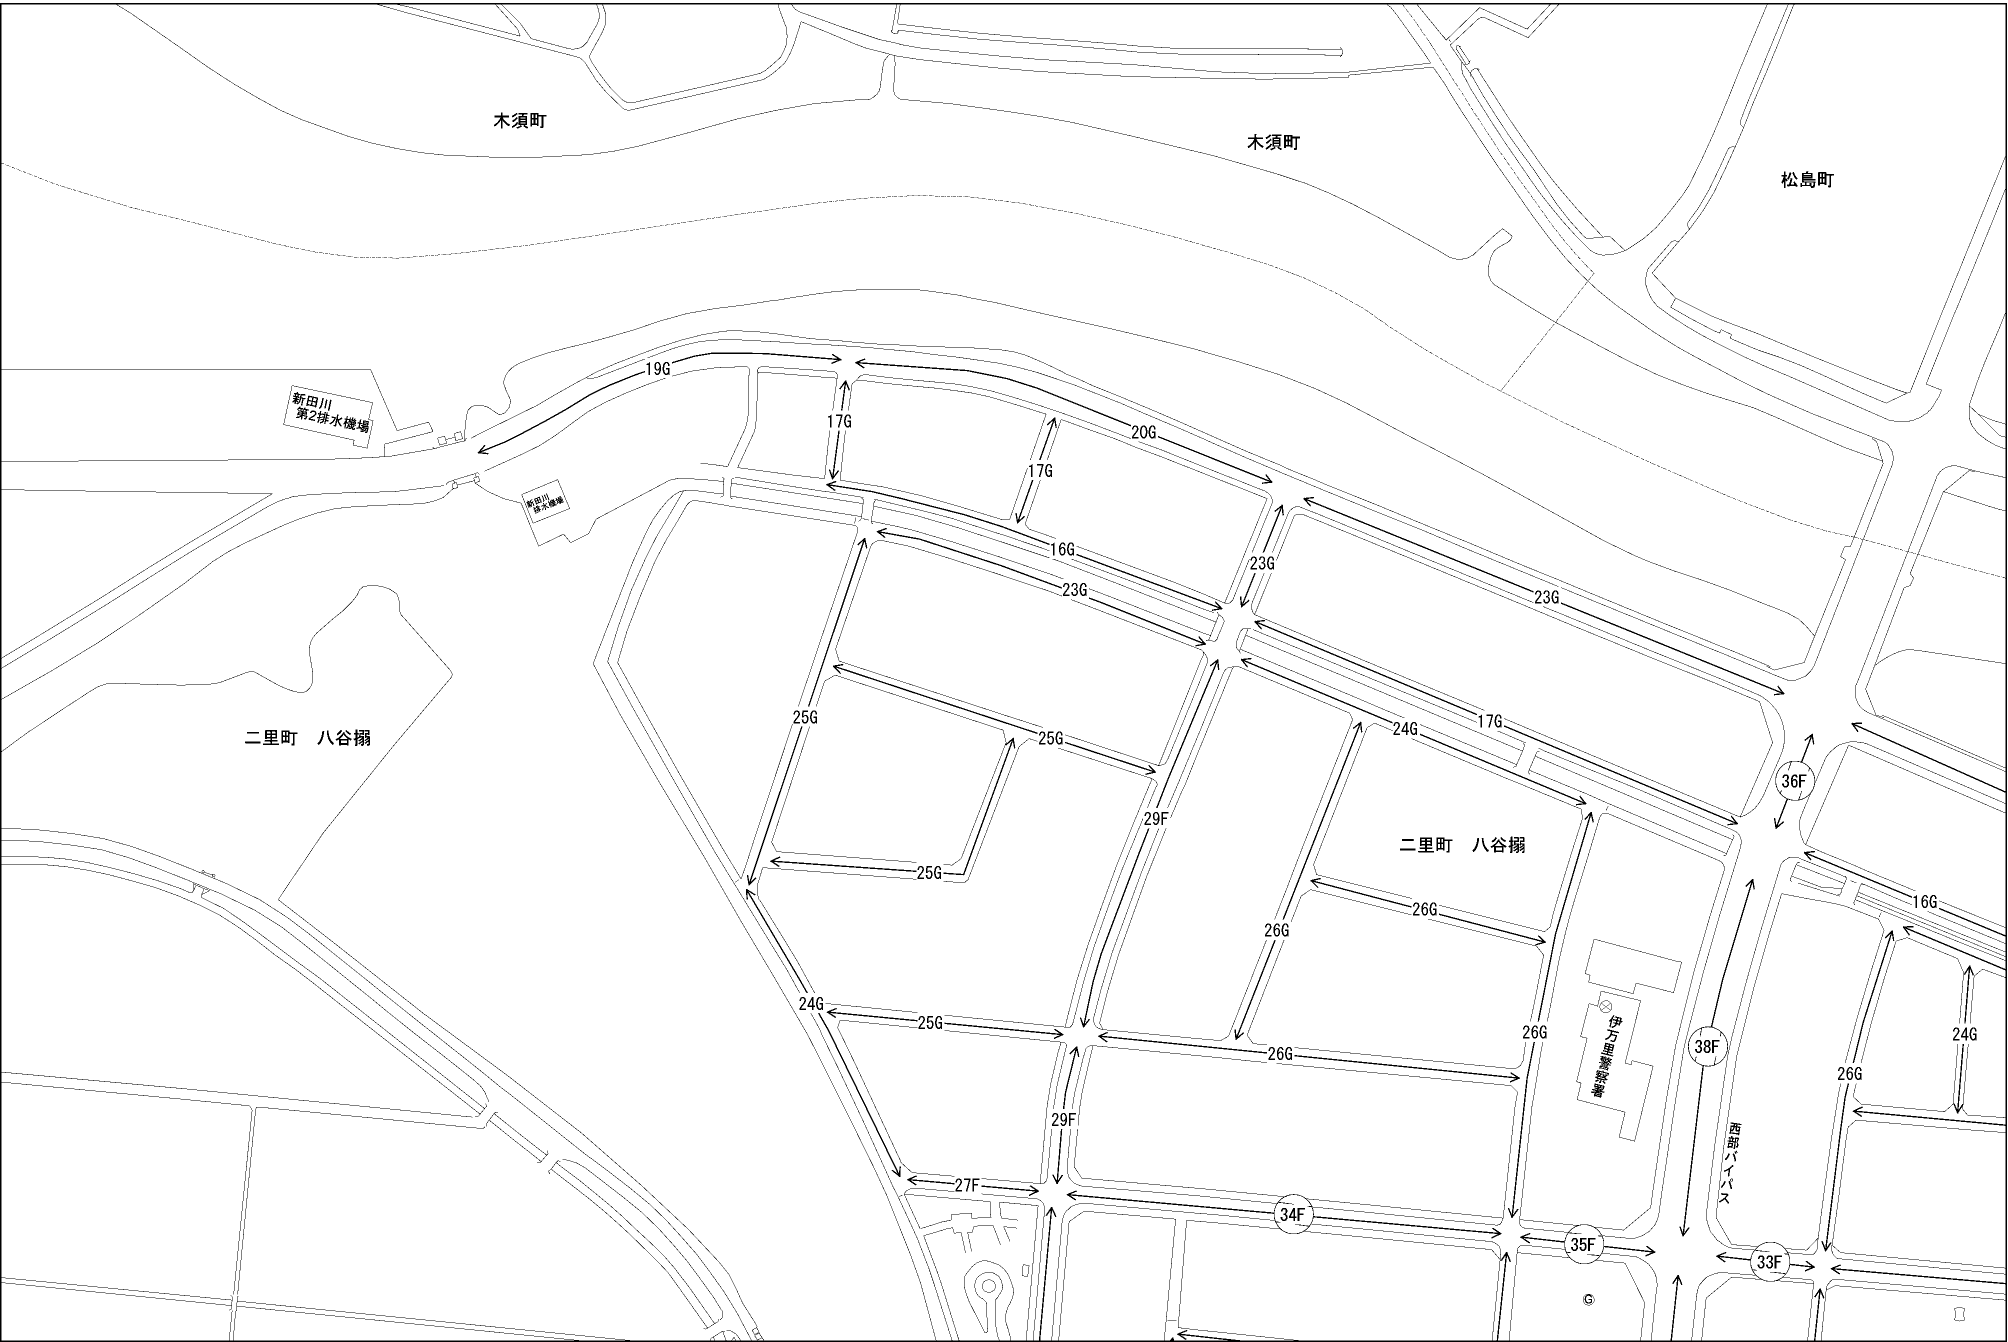 木須町
木須町
松島町
19G
新田川
第2排水機場
17G
20G
17G
新田川
排水機場
16G
23G
23G
23G
25G
25G
17G
24G
二里町 八谷搦
36F
29F
二里町 八谷搦
25G
26G
16G
26G
24G
25G
26G
26G
伊万里警察署
38F
24G
26G
29F
西部バイパス
27F
34F
35F
33F
G